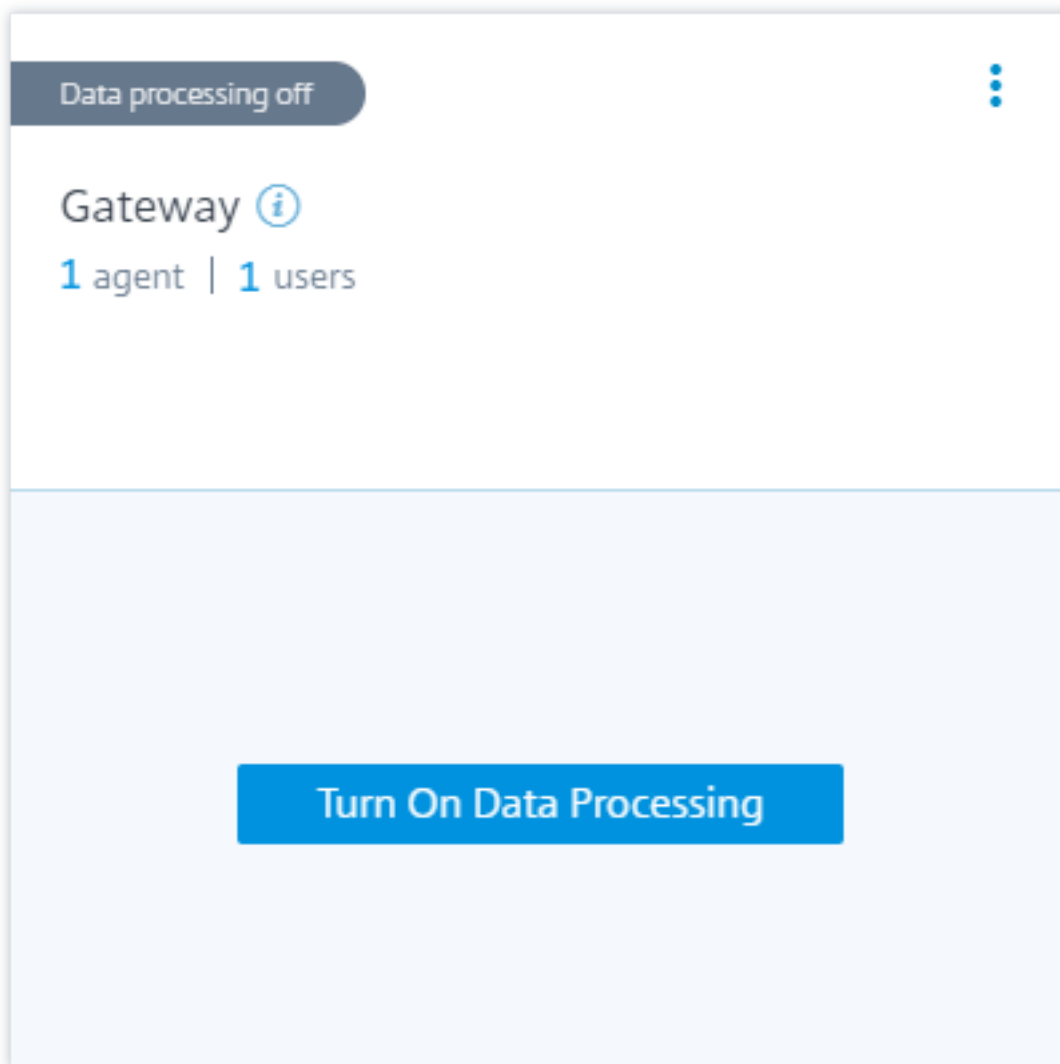 Data processing off
Gateway i
1 agent | 1 users
Turn On Data Processing